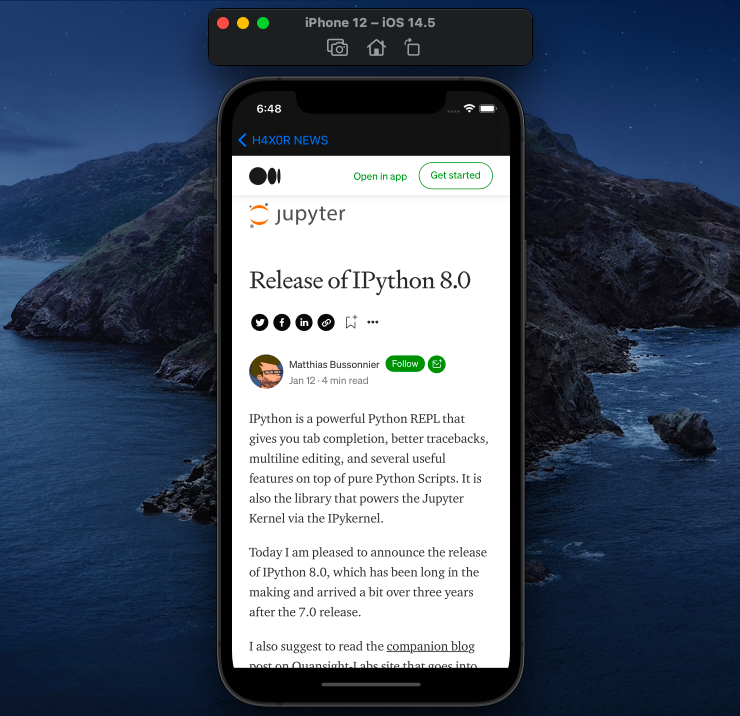 iPhone 12 – iOS 14.5
6:48
H4X0R NEWS
Open in app
Get started
jupyter
Release of IPython 8.0
Matthias Bussonnier
Follow
Jan 12 · 4 min read
IPython is a powerful Python REPL that
gives you tab completion, better tracebacks,
multiline editing, and several useful
features on top of pure Python Scripts. It is
also the library that powers the Jupyter
Kernel via the IPykernel.
Today I am pleased to announce the release
of IPython 8.0, which has been long in the
making and arrived a bit over three years
after the 7.0 release.
I also suggest to read the companion blog
post on Quansight-Labs site that goes into